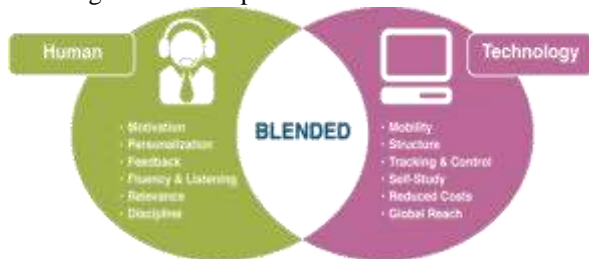 Human
Technology
BLENDED
· Motivation
· Personalization
· Feedback
· Fluency & Listening
· Relevance
· Discipline
· Mobility
· Structure
· Tracking & Control
· Self-Study
· Reduced Costs
· Global Reach